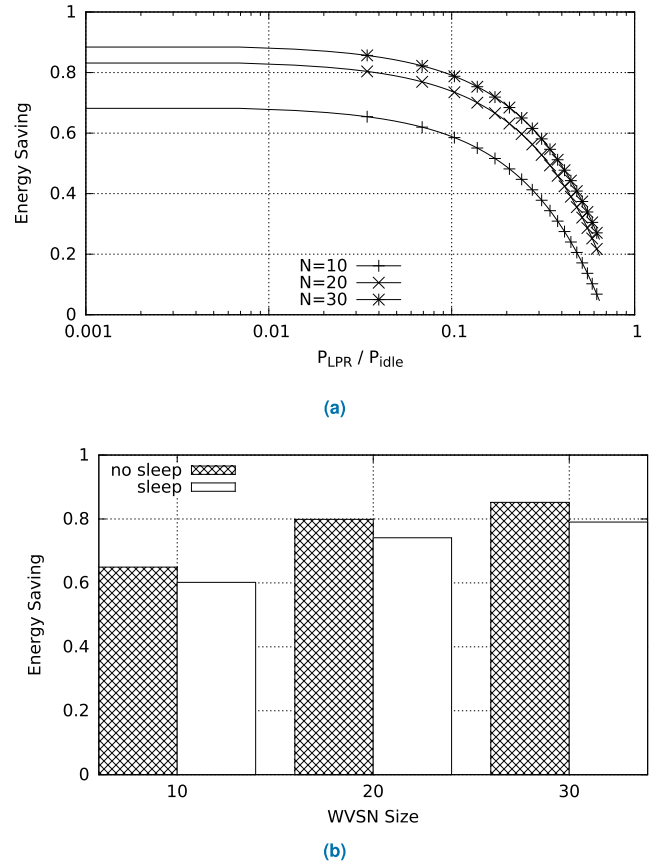 1
0.8
0.6
0.4
0.2
0
Energy Saving
N=10
N=20
N=30
0.001
0.01
0.1
1
P_LPR / P_idle
(a)
1
0.8
0.6
0.4
0.2
0
Energy Saving
no sleep
sleep
10
20
30
WVSN Size
(b)